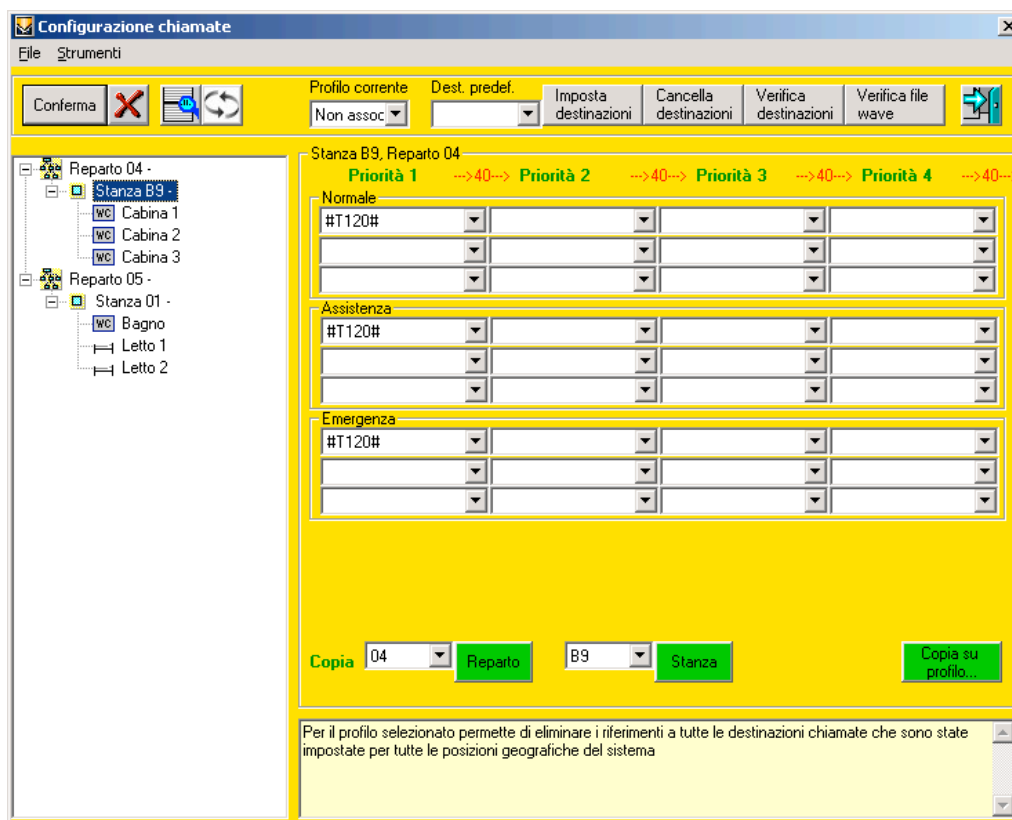 Configurazione chiamate
File Strumenti
Conferma
Profilo corrente
Non assoc
Dest. predef.
Imposta
destinazioni
Cancella
destinazioni
Verifica
destinazioni
Verifica file
wave
Reparto 04 -
Stanza B9 -
WC Cabina 1
WC Cabina 2
WC Cabina 3
Reparto 05 -
Stanza 01 -
WC Bagno
Letto 1
Letto 2
Stanza B9, Reparto 04
Priorità 1 --->40---> Priorità 2 --->40---> Priorità 3 --->40---> Priorità 4 --->40---
Normale
#T120#
Assistenza
#T120#
Emergenza
#T120#
Copia 04 Reparto B9 Stanza
Copia su
profilo...
Per il profilo selezionato permette di eliminare i riferimenti a tutte le destinazioni chiamate che sono state
impostate per tutte le posizioni geografiche del sistema